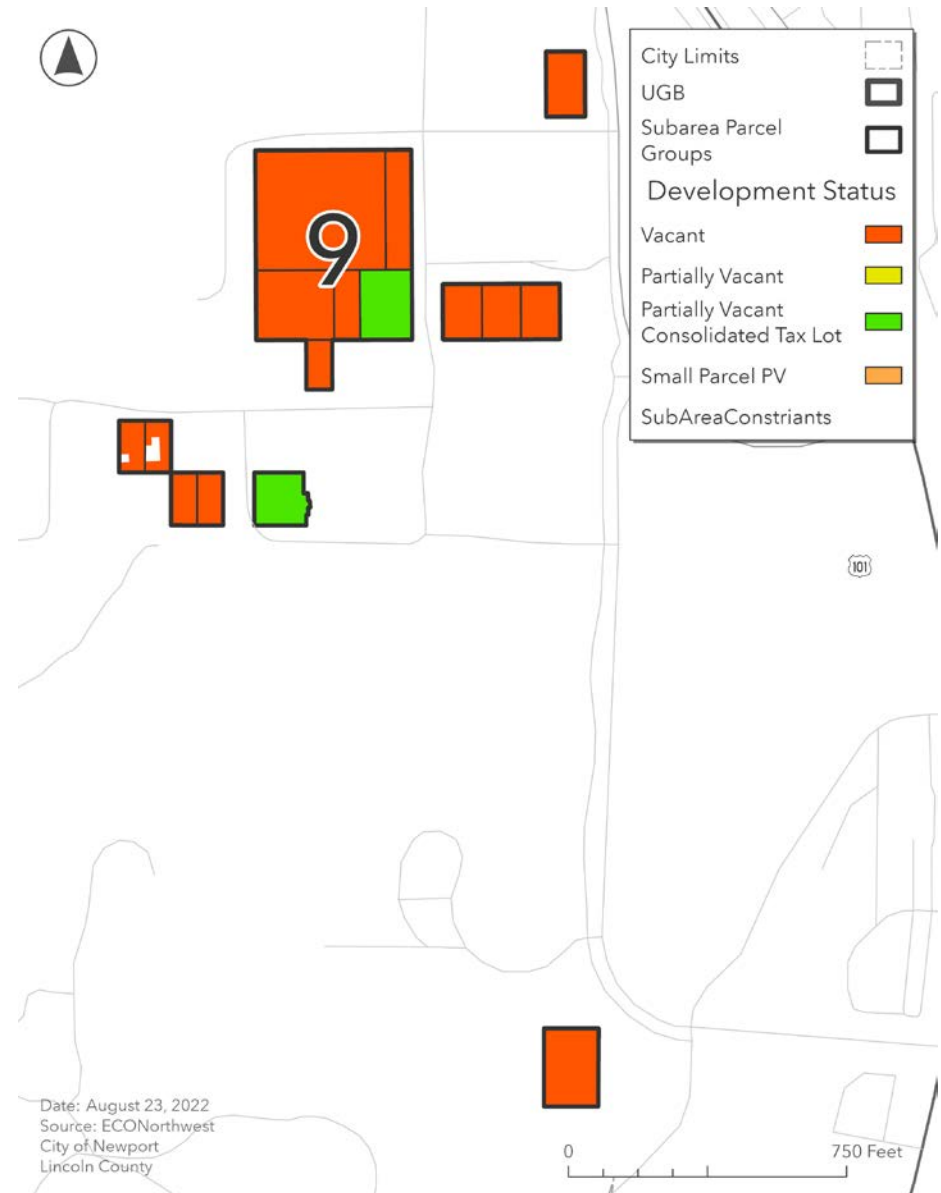 City Limits
UGB
Subarea Parcel
Groups
Development Status
Vacant
Partially Vacant
Partially Vacant
Consolidated Tax Lot
Small Parcel PV
SubAreaConstriants
9
101
Date: August 23, 2022
Source: ECONorthwest
City of Newport
Lincoln County
0 750 Feet